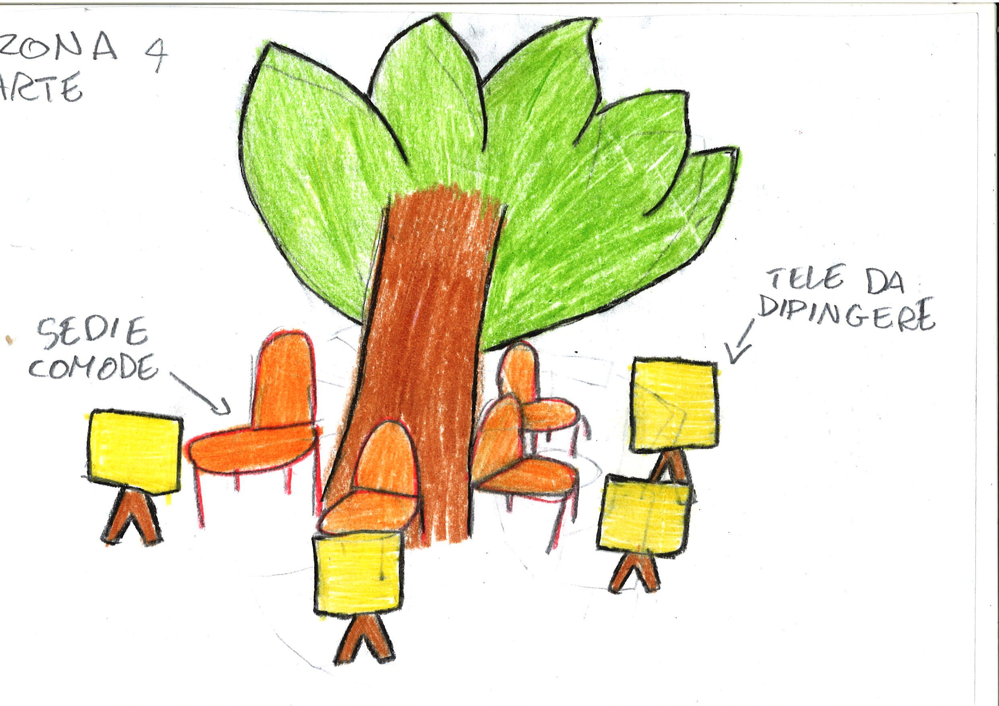 ZONA 4
ARTE
SEDIE
COMODE
TELE DA
DIPINGERE